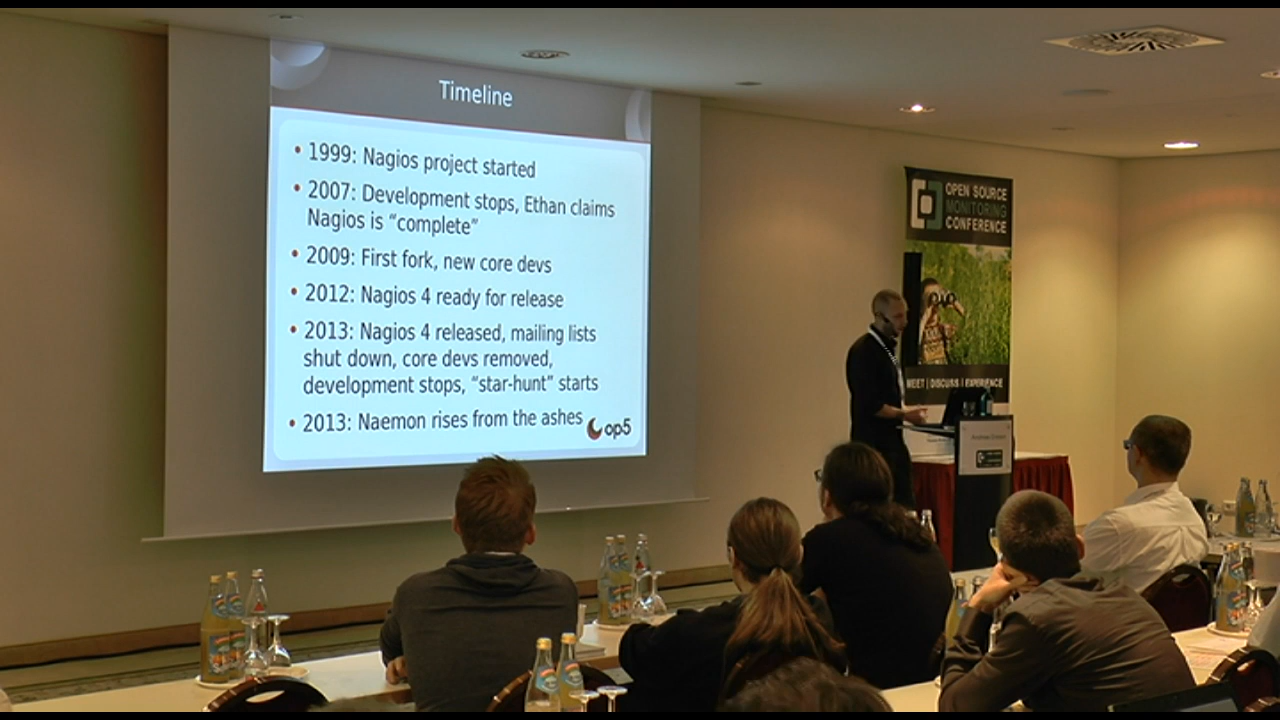 Timeline
• 1999: Nagios project started
• 2007: Development stops, Ethan claims
Nagios is “complete”
• 2009: First fork, new core devs
• 2012: Nagios 4 ready for release
• 2013: Nagios 4 released, mailing lists
shut down, core devs removed,
development stops, “star-hunt” starts
• 2013: Naemon rises from the ashes
op5
OPEN SOURCE
MONITORING
CONFERENCE
MEET | DISCUSS | EXPERIENCE
Andreas